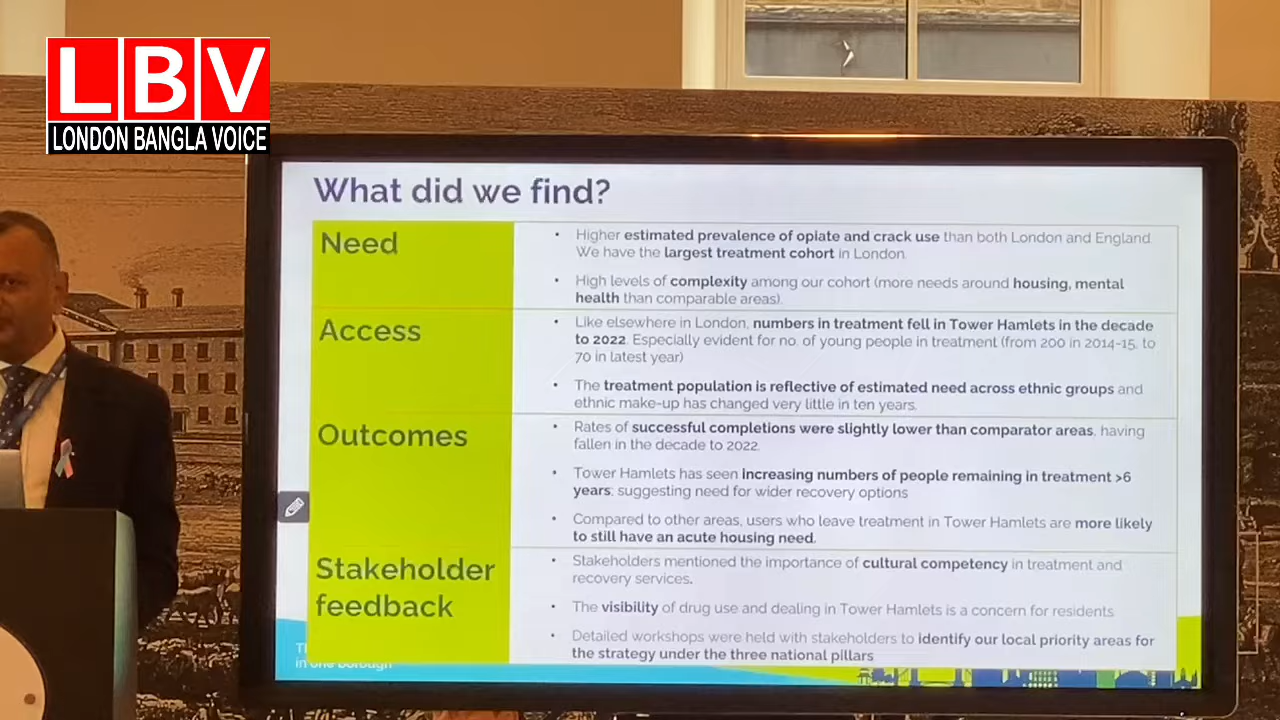 LBV
LONDON BANGLA VOICE
What did we find?
Need
• Higher estimated prevalence of opiate and crack use than both London and England.
We have the largest treatment cohort in London.
• High levels of complexity among our cohort (more needs around housing, mental
health than comparable areas).
Access
• Like elsewhere in London, numbers in treatment fell in Tower Hamlets in the decade
to 2022. Especially evident for no. of young people in treatment (from 200 in 2014-15, to
70 in latest year)
• The treatment population is reflective of estimated need across ethnic groups and
ethnic make-up has changed very little in ten years.
Outcomes
• Rates of successful completions were slightly lower than comparator areas, having
fallen in the decade to 2022.
• Tower Hamlets has seen increasing numbers of people remaining in treatment >6
years; suggesting need for wider recovery options
• Compared to other areas, users who leave treatment in Tower Hamlets are more likely
to still have an acute housing need.
Stakeholder
feedback
• Stakeholders mentioned the importance of cultural competency in treatment and
recovery services.
• The visibility of drug use and dealing in Tower Hamlets is a concern for residents
• Detailed workshops were held with stakeholders to identify our local priority areas for
the strategy under the three national pillars
in one borough